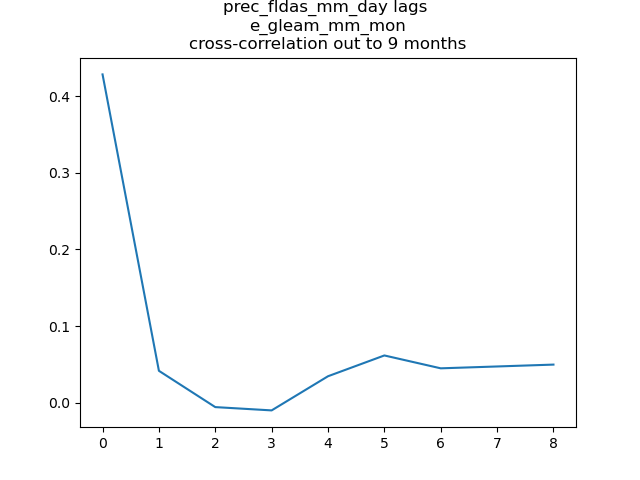 prec_fldas_mm_day lags
e_gleam_mm_mon
cross-correlation out to 9 months
0.4
0.3
0.2
0.1
0.0
0 1 2 3 4 5 6 7 8